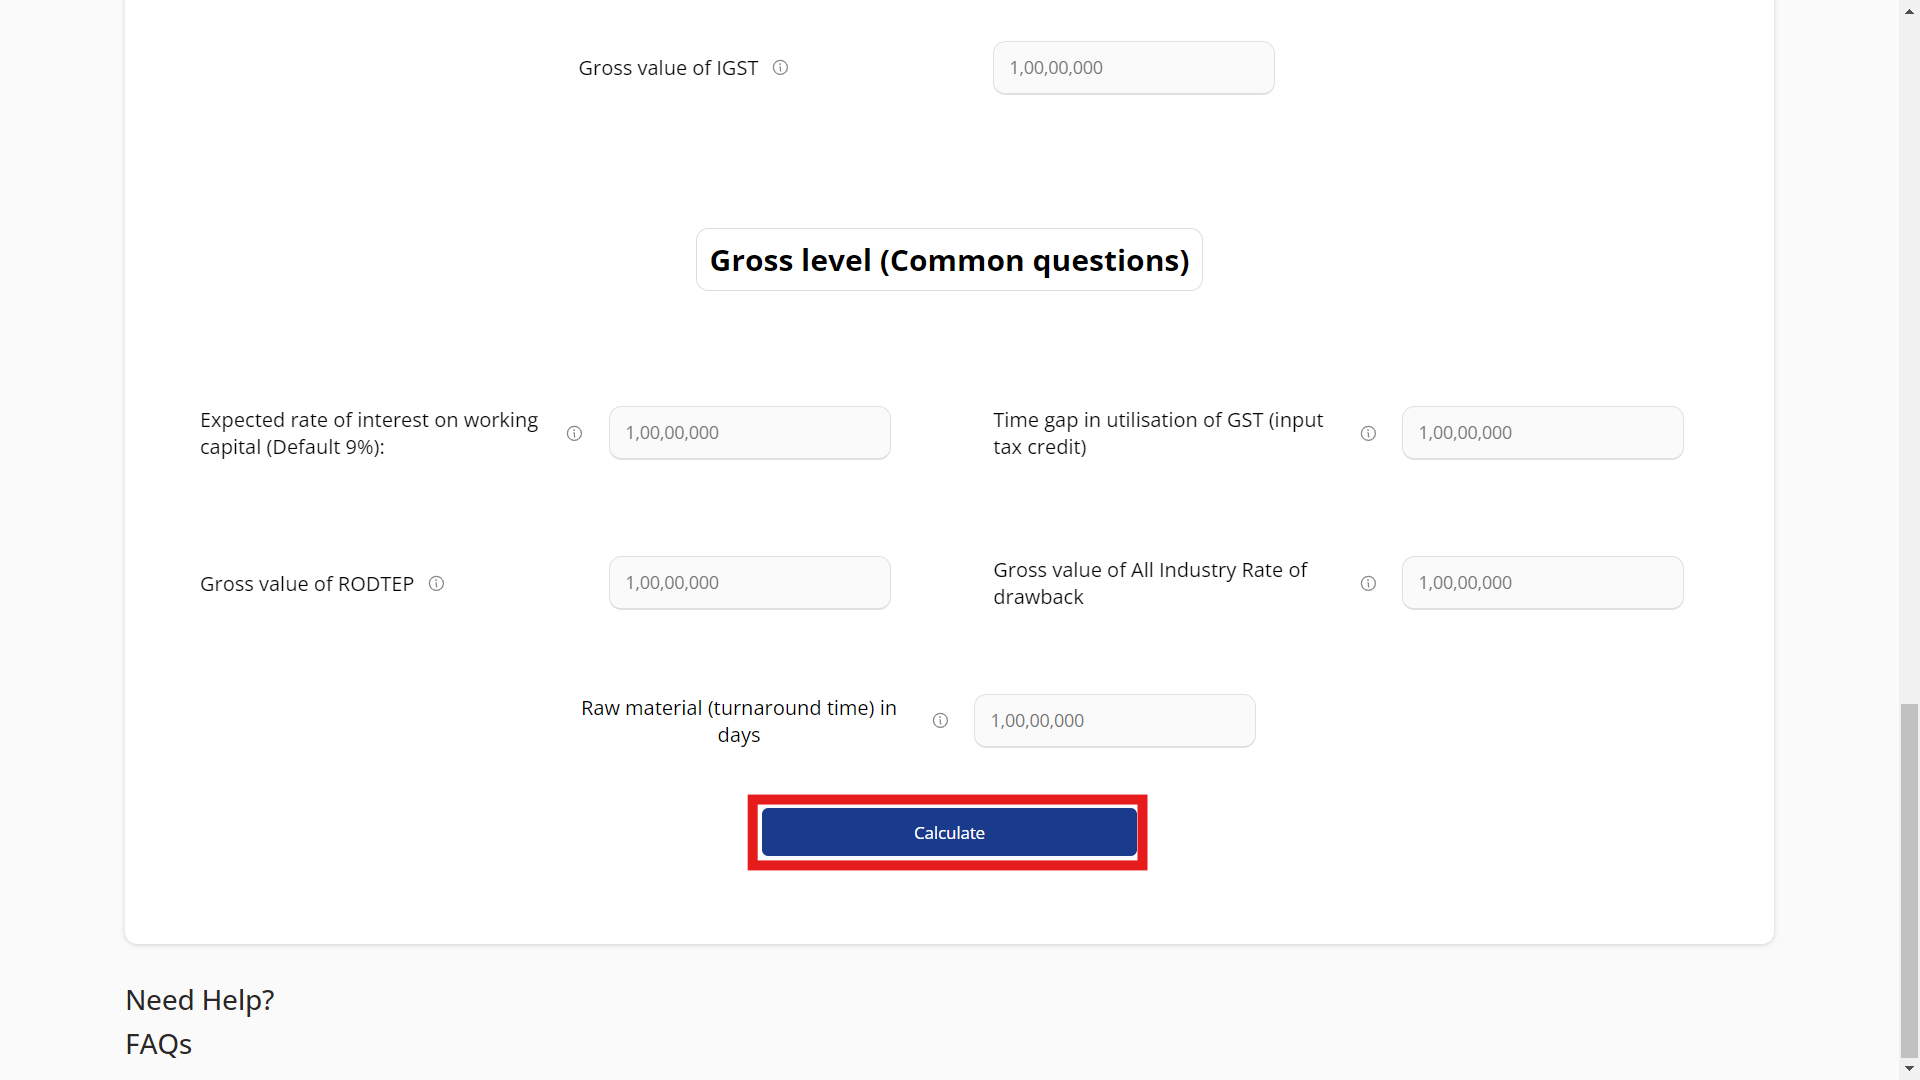 Gross value of IGST
1,00,00,000
Gross level (Common questions)
Expected rate of interest on working
capital (Default 9%):
1,00,00,000
Time gap in utilisation of GST (input
tax credit)
1,00,00,000
Gross value of RODTEP
1,00,00,000
Gross value of All Industry Rate of
drawback
1,00,00,000
Raw material (turnaround time) in
days
1,00,00,000
Calculate
Need Help?
FAQs